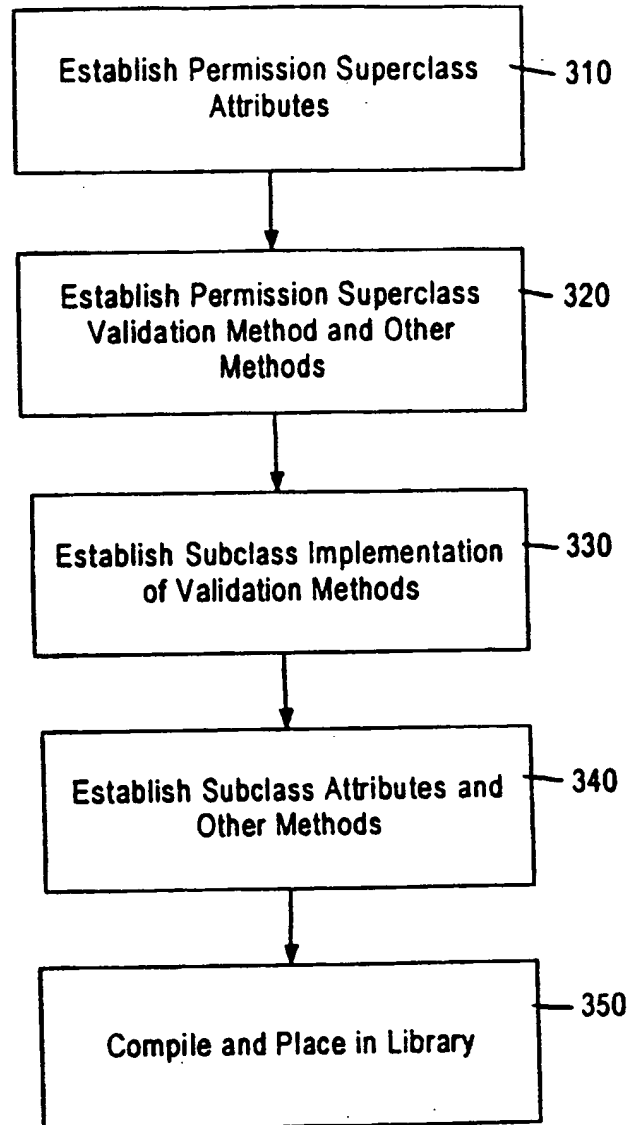 Establish Permission Superclass
Attributes
310
Establish Permission Superclass
Validation Method and Other
Methods
320
Establish Subclass Implementation
of Validation Methods
330
Establish Subclass Attributes and
Other Methods
340
Compile and Place in Library
350